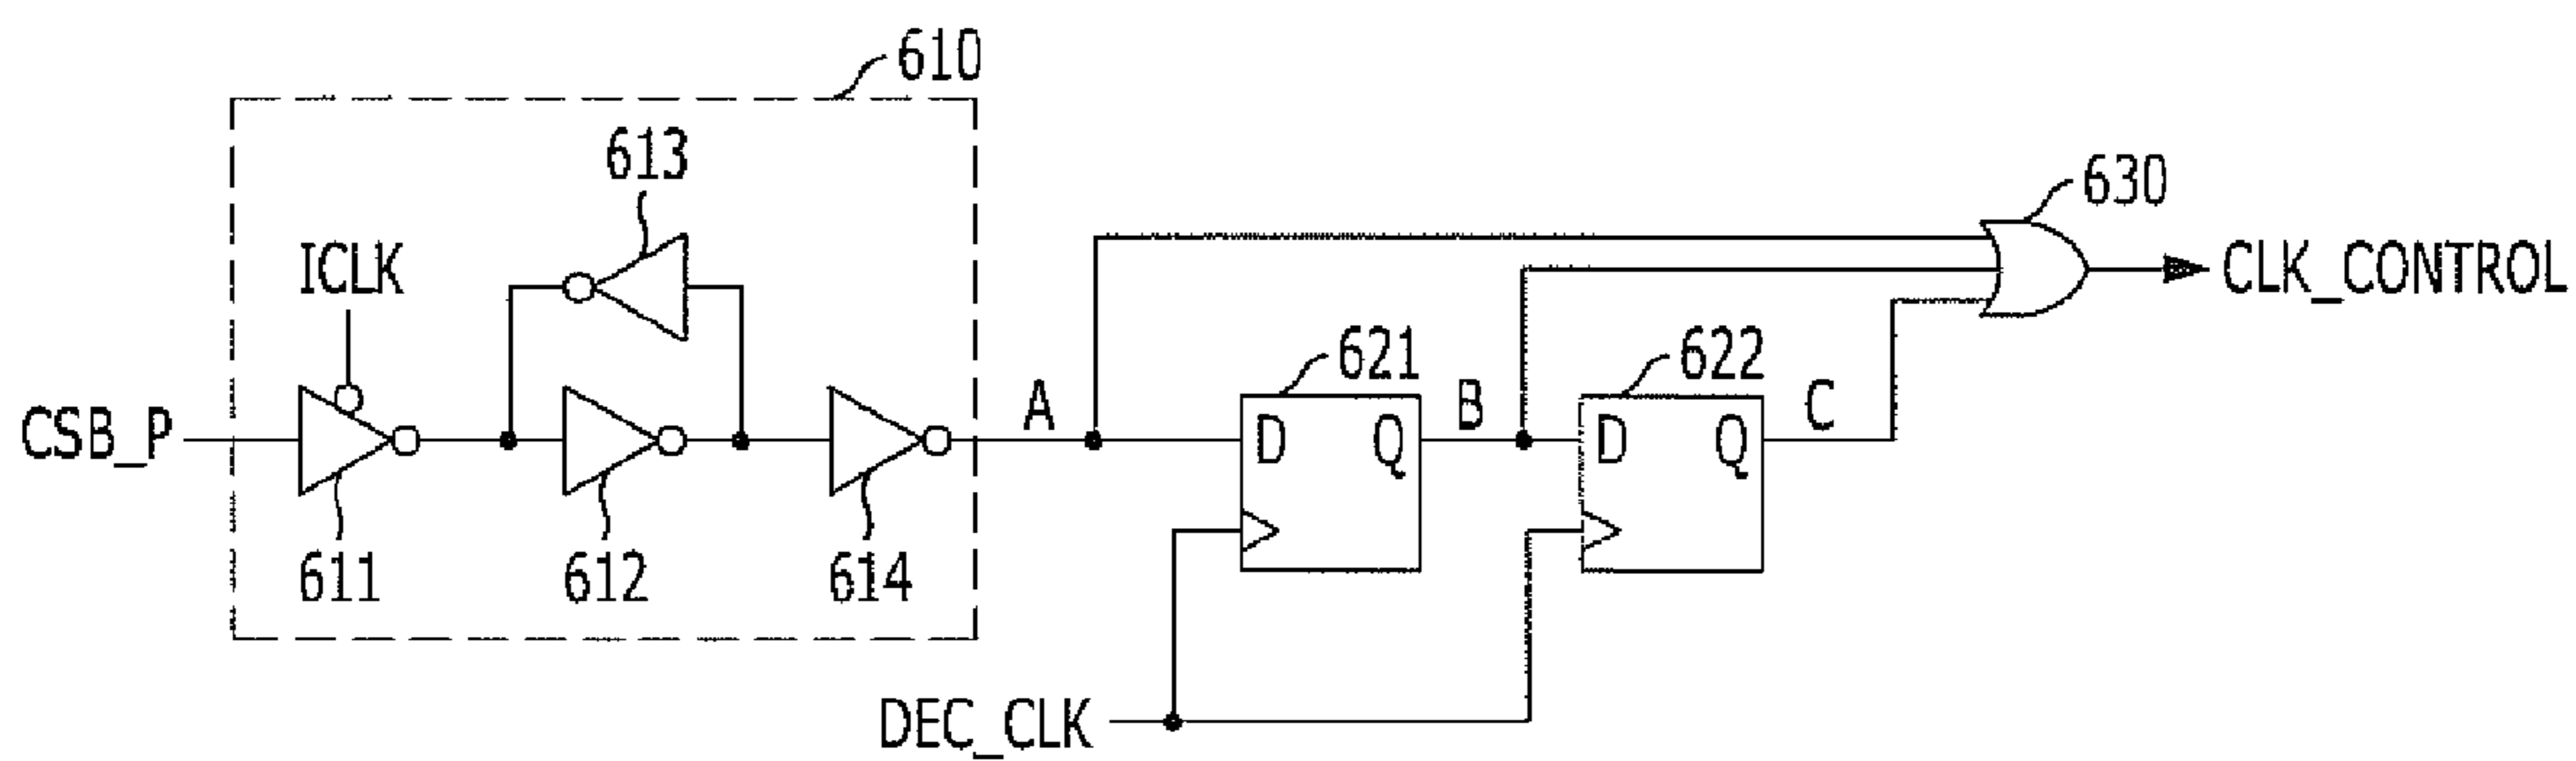 610
613
630
ICLK
CLK_CONTROL
621
622
CSB_P
A
B
C
D
Q
D
Q
611
612
614
DEC_CLK